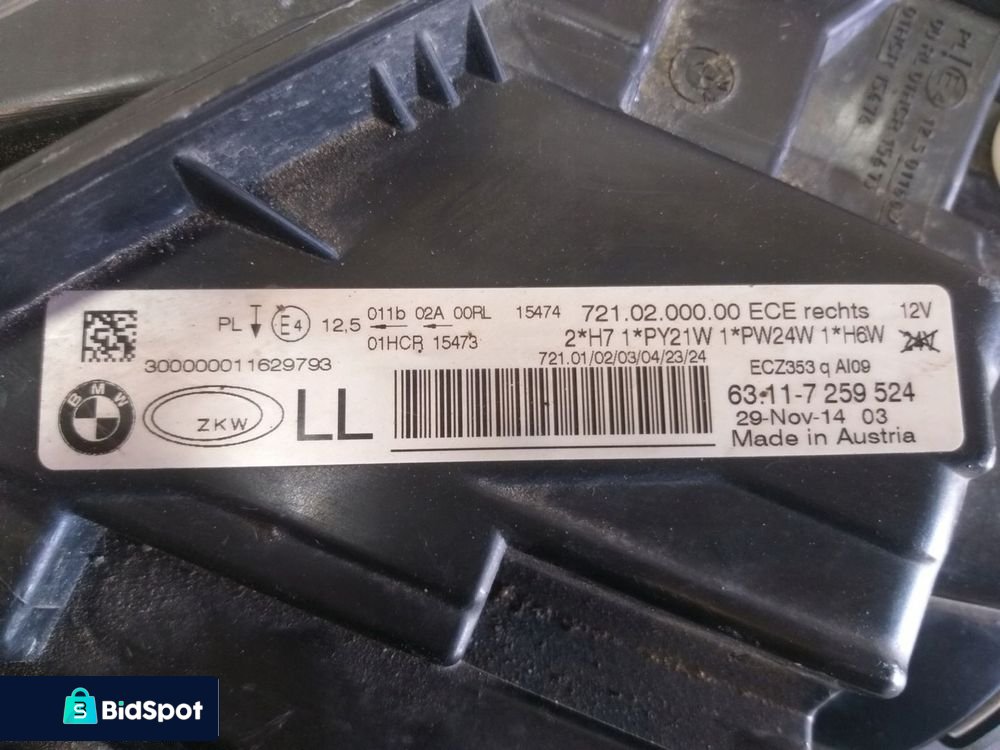 PL E4 12,5 011b 02A 00RL 15474 721.02.000.00 ECE rechts 12V
01HCR 15473 2*H7 1*PY21W 1*PW24W 1*H6W 24V
300000011629793 721.01/02/03/04/23/24 ECZ353 q AI09
BMW ZKW LL 63.11-7 259 524
29-Nov-14 03
Made in Austria
BidSpot